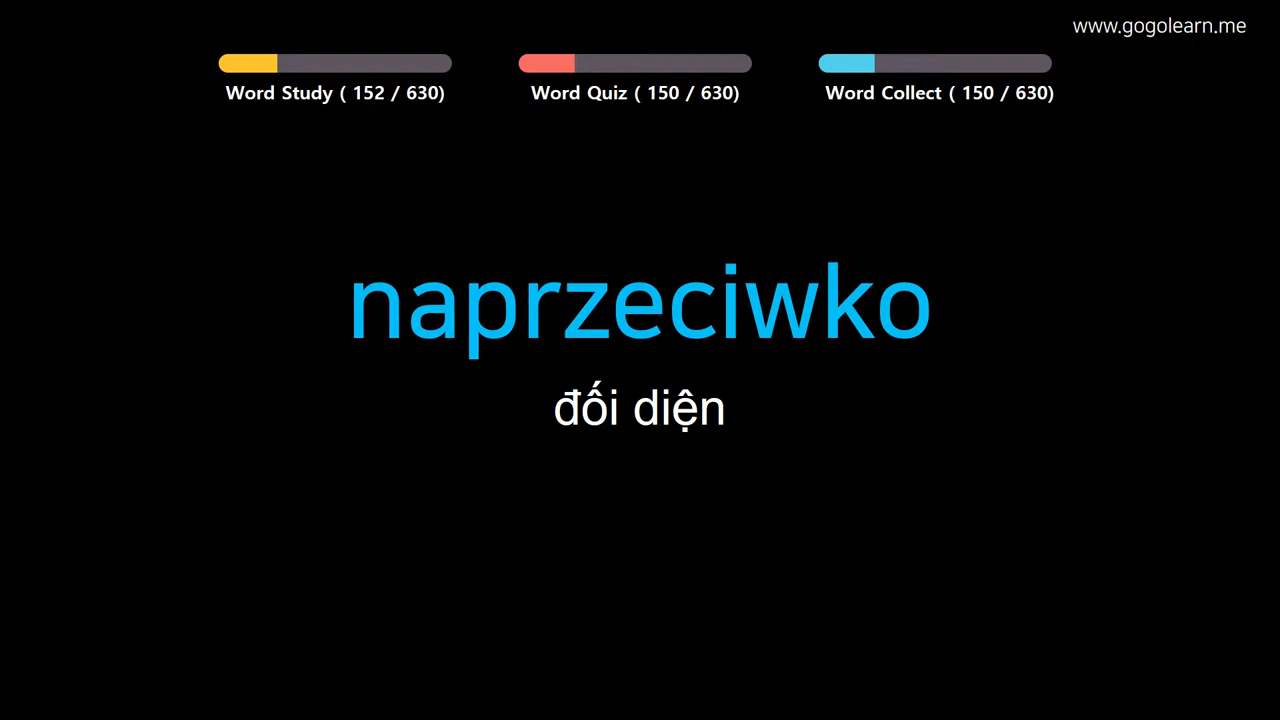 www.gogolearn.me
Word Study ( 152 / 630)
Word Quiz ( 150 / 630)
Word Collect ( 150 / 630)
naprzeciwko
đối diện